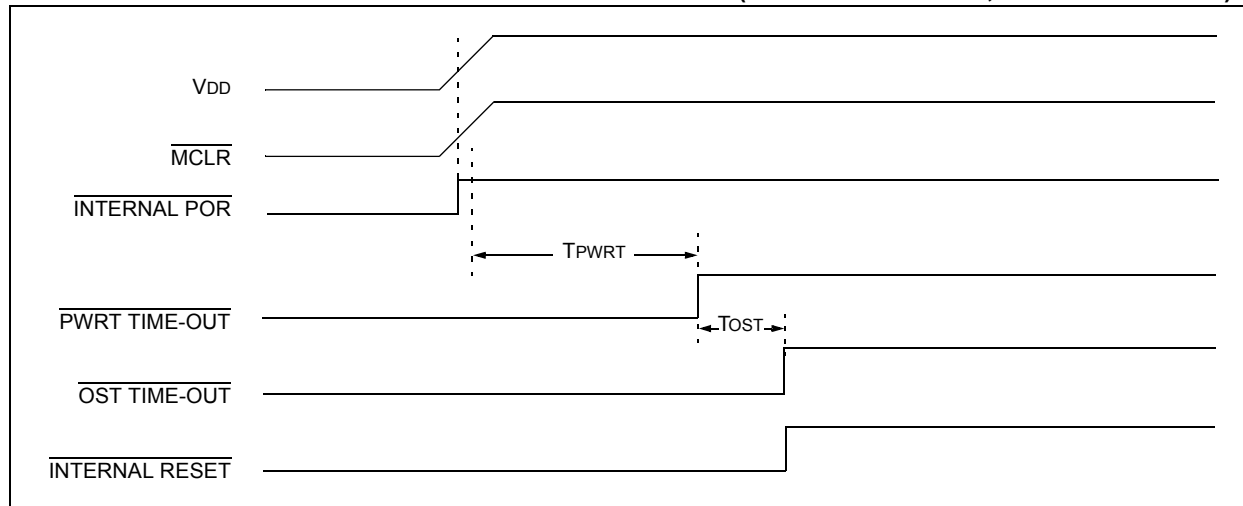 VDD
MCLR
INTERNAL POR
TPWRT
PWRT TIME-OUT
TOST
OST TIME-OUT
INTERNAL RESET